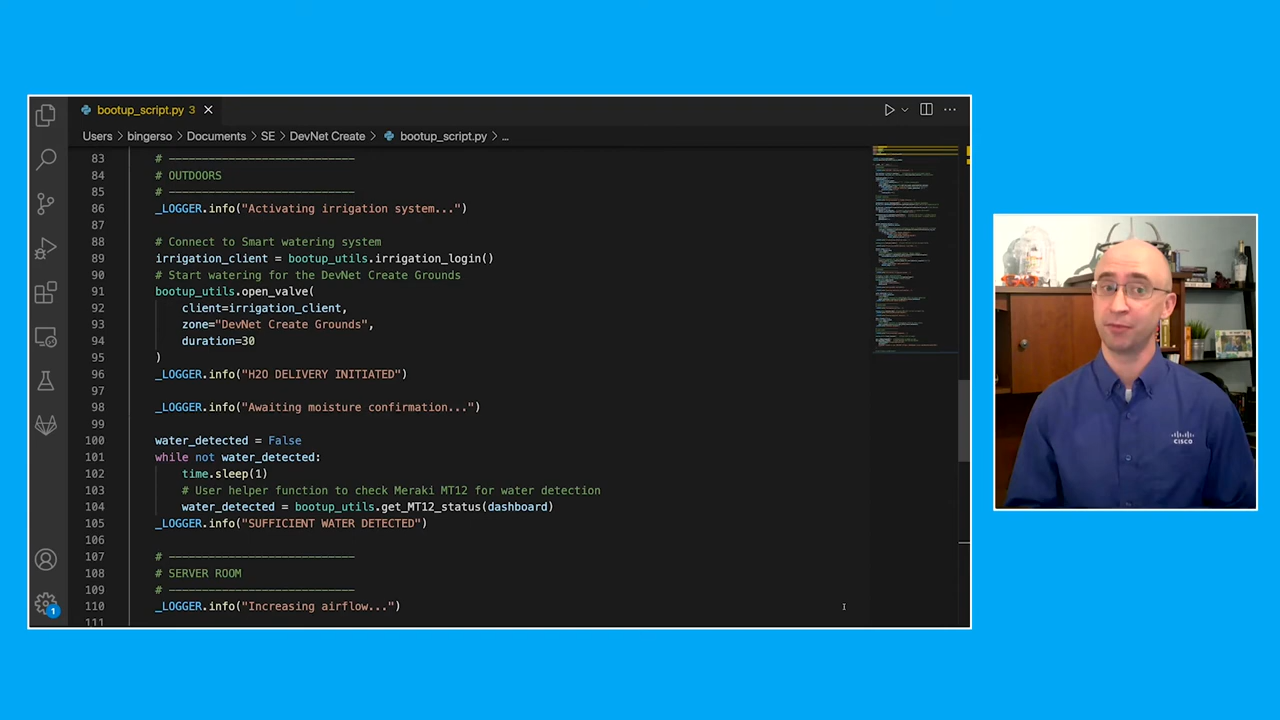 bootup_script.py 3
Users > bingerso > Documents > SE > DevNet Create > bootup_script.py > ...
83 # ----------------------------
84 # OUTDOORS
85 # ----------------------------
86 _LOGGER.info("Activating irrigation system...")
87
88 # Connect to Smart watering system
89 irrigation_client = bootup_utils.irrigation_login()
90 # Start watering for the DevNet Create Grounds
91 bootup_utils.open_valve(
92 client=irrigation_client,
93 zone="DevNet Create Grounds",
94 duration=30
95 )
96 _LOGGER.info("H2O DELIVERY INITIATED")
97
98 _LOGGER.info("Awaiting moisture confirmation...")
99
100 water_detected = False
101 while not water_detected:
102 time.sleep(1)
103 # User helper function to check Meraki MT12 for water detection
104 water_detected = bootup_utils.get_MT12_status(dashboard)
105 _LOGGER.info("SUFFICIENT WATER DETECTED")
106
107 # ----------------------------
108 # SERVER ROOM
109 # ----------------------------
110 _LOGGER.info("Increasing airflow...")
111
1
CISCO